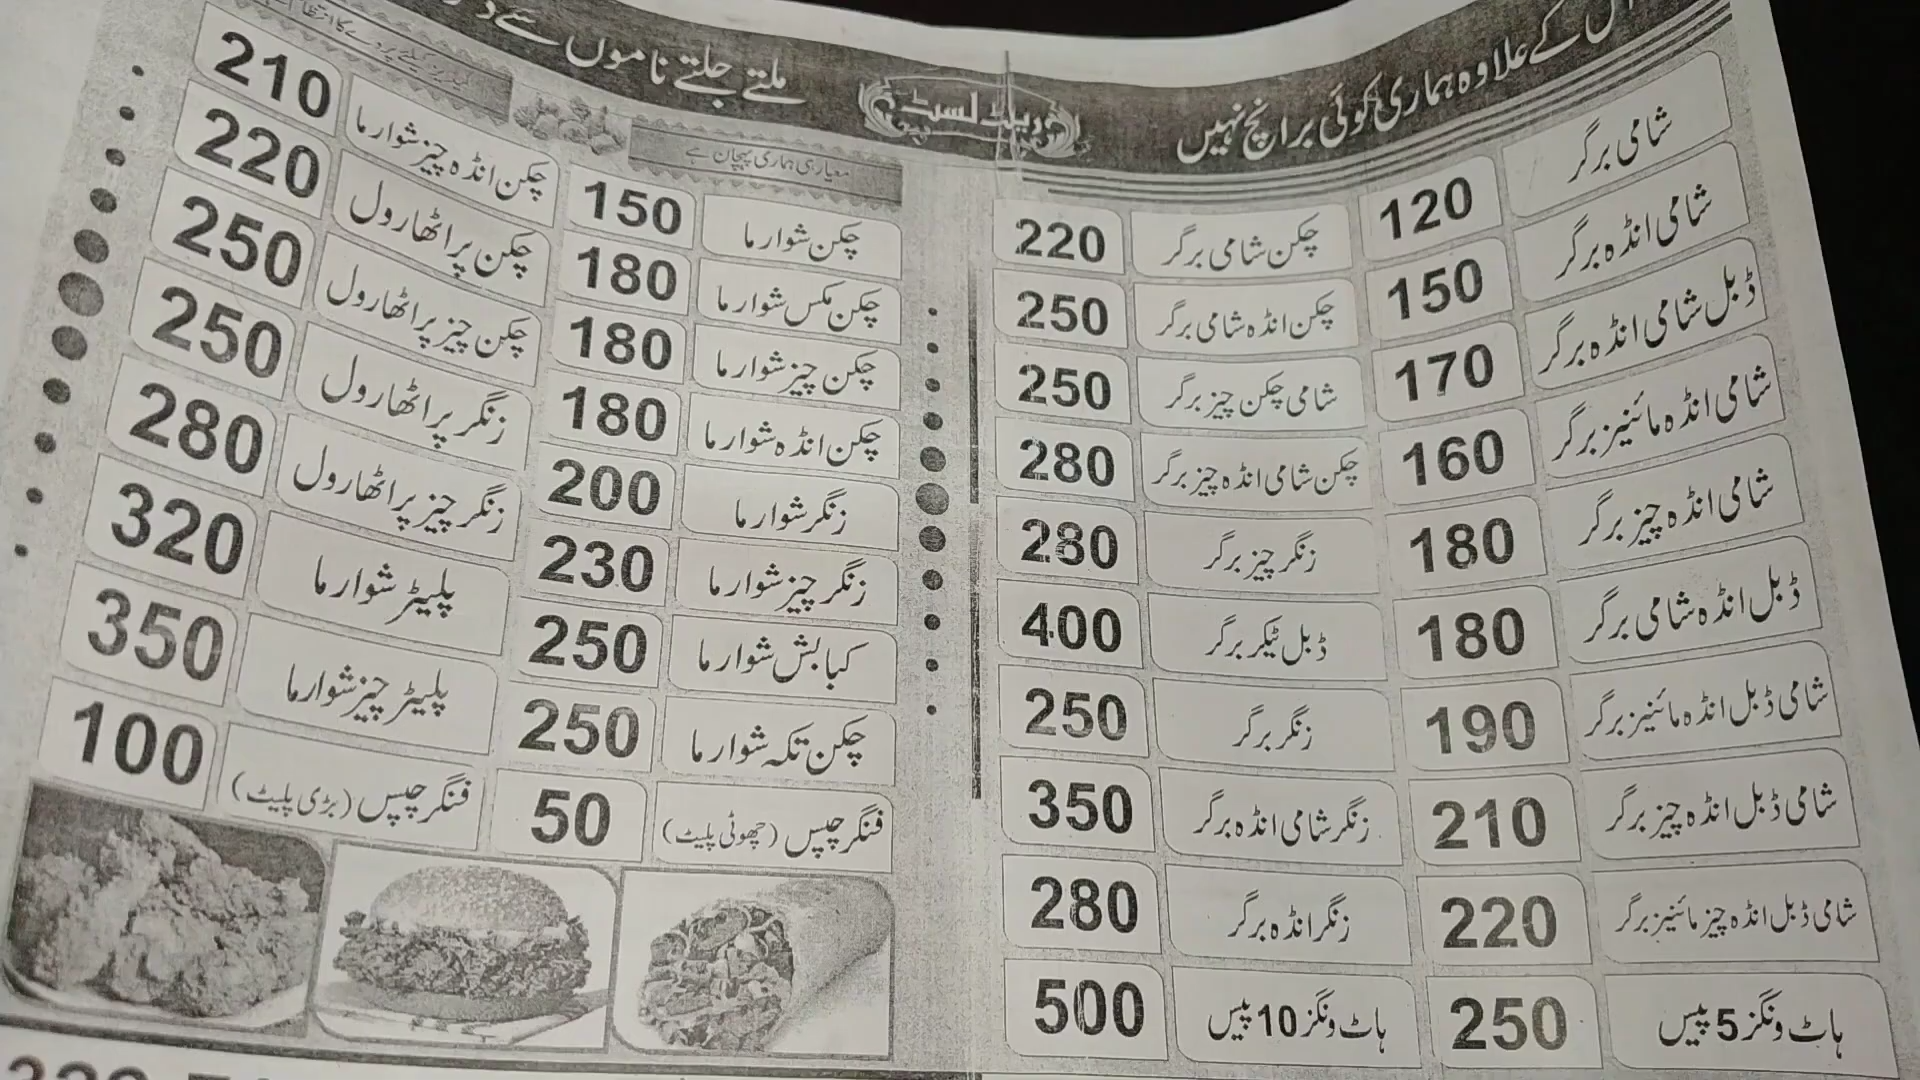 اس کے علاوہ ہماری کوئی برانچ نہیں
ریٹ لسٹ
ملتے جلتے ناموں سے
معیار ہی ہماری پہچان ہے
شامی برگر 120
شامی انڈہ برگر 150
ڈبل شامی انڈہ برگر 170
شامی انڈہ مائنیز برگر 160
شامی انڈہ چیز برگر 180
ڈبل انڈہ شامی برگر 180
شامی ڈبل انڈہ مائنیز برگر 190
شامی ڈبل انڈہ چیز برگر 210
شامی ڈبل انڈہ چیز مائنیز برگر 220
ہاٹ ونگز 5 پیس 250
چکن شامی برگر 220
چکن انڈہ شامی برگر 250
شامی چکن چیز برگر 250
چکن شامی انڈہ چیز برگر 280
زنگر چیز برگر 280
ڈبل ٹیکر برگر 400
زنگر برگر 250
زنگر شامی انڈہ برگر 350
زنگر انڈہ برگر 280
ہاٹ ونگز 10 پیس 500
چکن شوارما 150
چکن مکس شوارما 180
چکن چیز شوارما 180
چکن انڈہ شوارما 180
زنگر شوارما 200
زنگر چیز شوارما 230
کبابش شوارما 250
چکن تکہ شوارما 250
فنگر چپس (چھوٹی پلیٹ) 50
چکن انڈہ چیز شوارما 210
چکن پراٹھا رول 220
چکن چیز پراٹھا رول 250
زنگر پراٹھا رول 250
زنگر چیز پراٹھا رول 280
پلیٹر شوارما 320
پلیٹر چیز شوارما 350
فنگر چپس (بڑی پلیٹ) 100